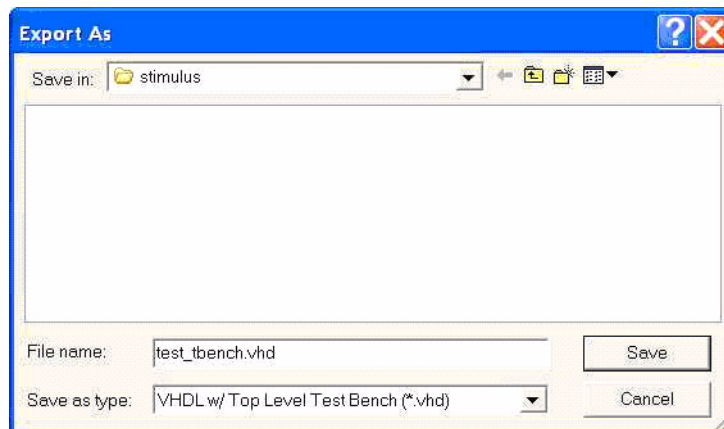 Export As
Save in: stimulus
File name: test_tbench.vhd Save
Save as type: VHDL w/ Top Level Test Bench (*.vhd) Cancel